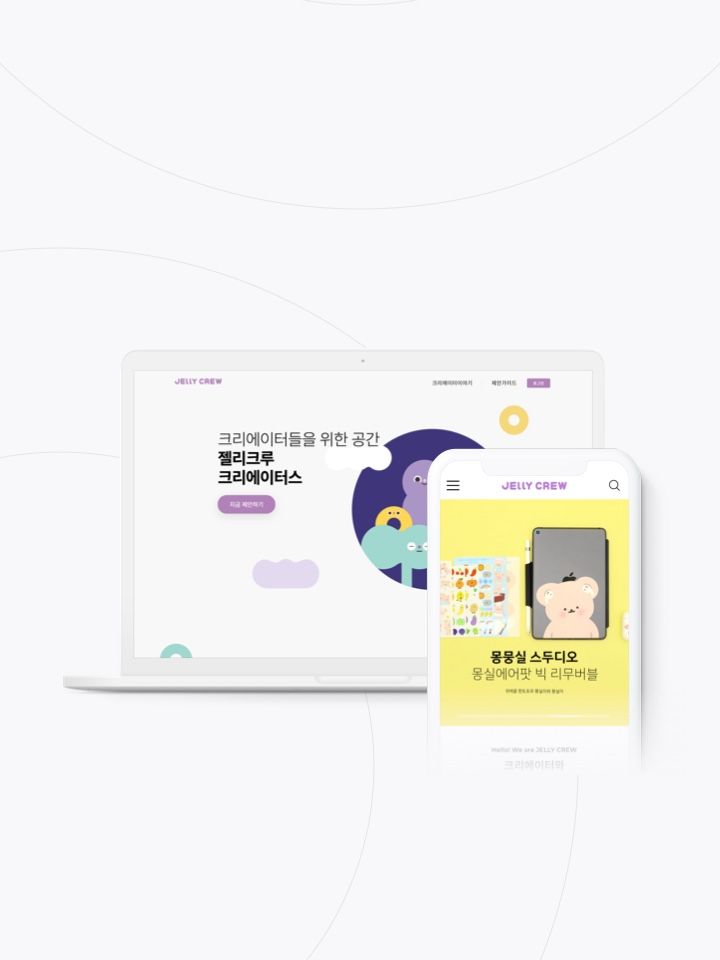 JELLY CREW
크리에이터이야기
제안가이드
로그인
크리에이터들을 위한 공간
젤리크루
크리에이터스
지금 제안하기
JELLY CREW
몽뭉실 스두디오
몽실에어팟 빅 리무버블
Hello! We are JELLY CREW
크리에이터와